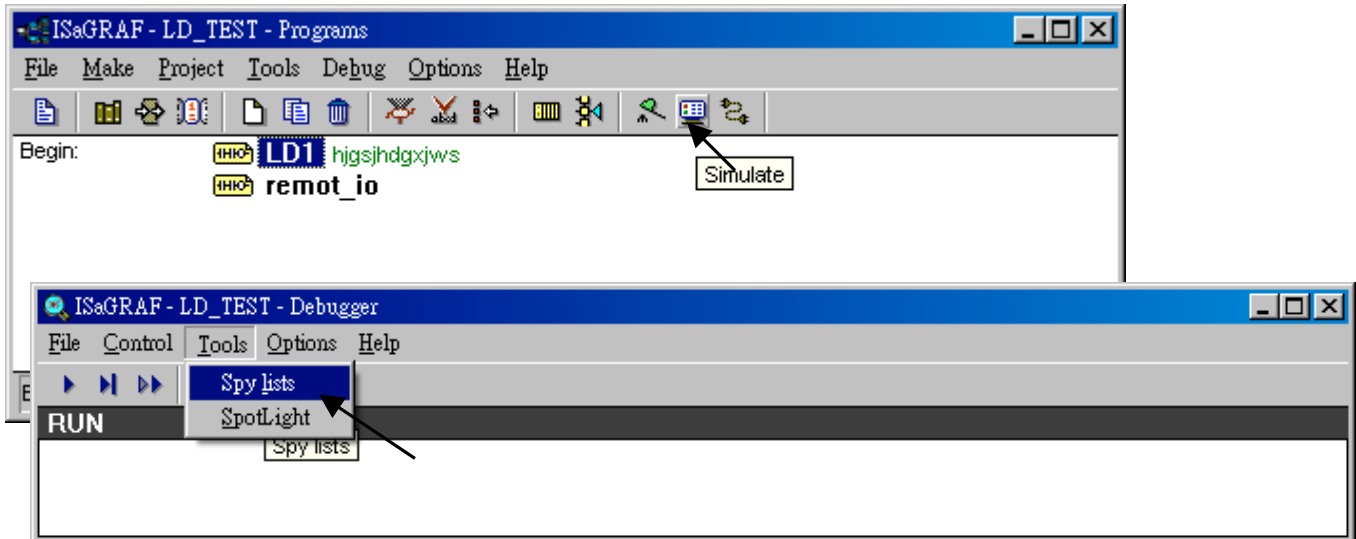 ISaGRAF - LD_TEST - Programs
File Make Project Tools Debug Options Help
Begin: LD1 hjgsjhdgxjws
remot_io
Simulate
ISaGRAF - LD_TEST - Debugger
File Control Tools Options Help
Spy lists
SpotLight
RUN
Spy lists